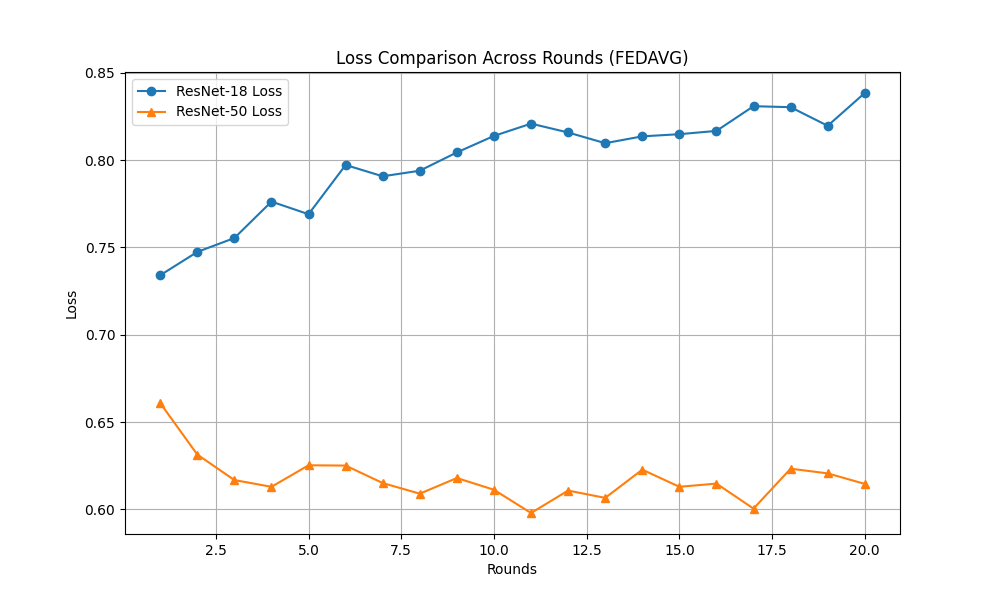 Loss Comparison Across Rounds (FEDAVG)
ResNet-18 Loss
ResNet-50 Loss
Loss
0.85
0.80
0.75
0.70
0.65
0.60
2.5 5.0 7.5 10.0 12.5 15.0 17.5 20.0
Rounds